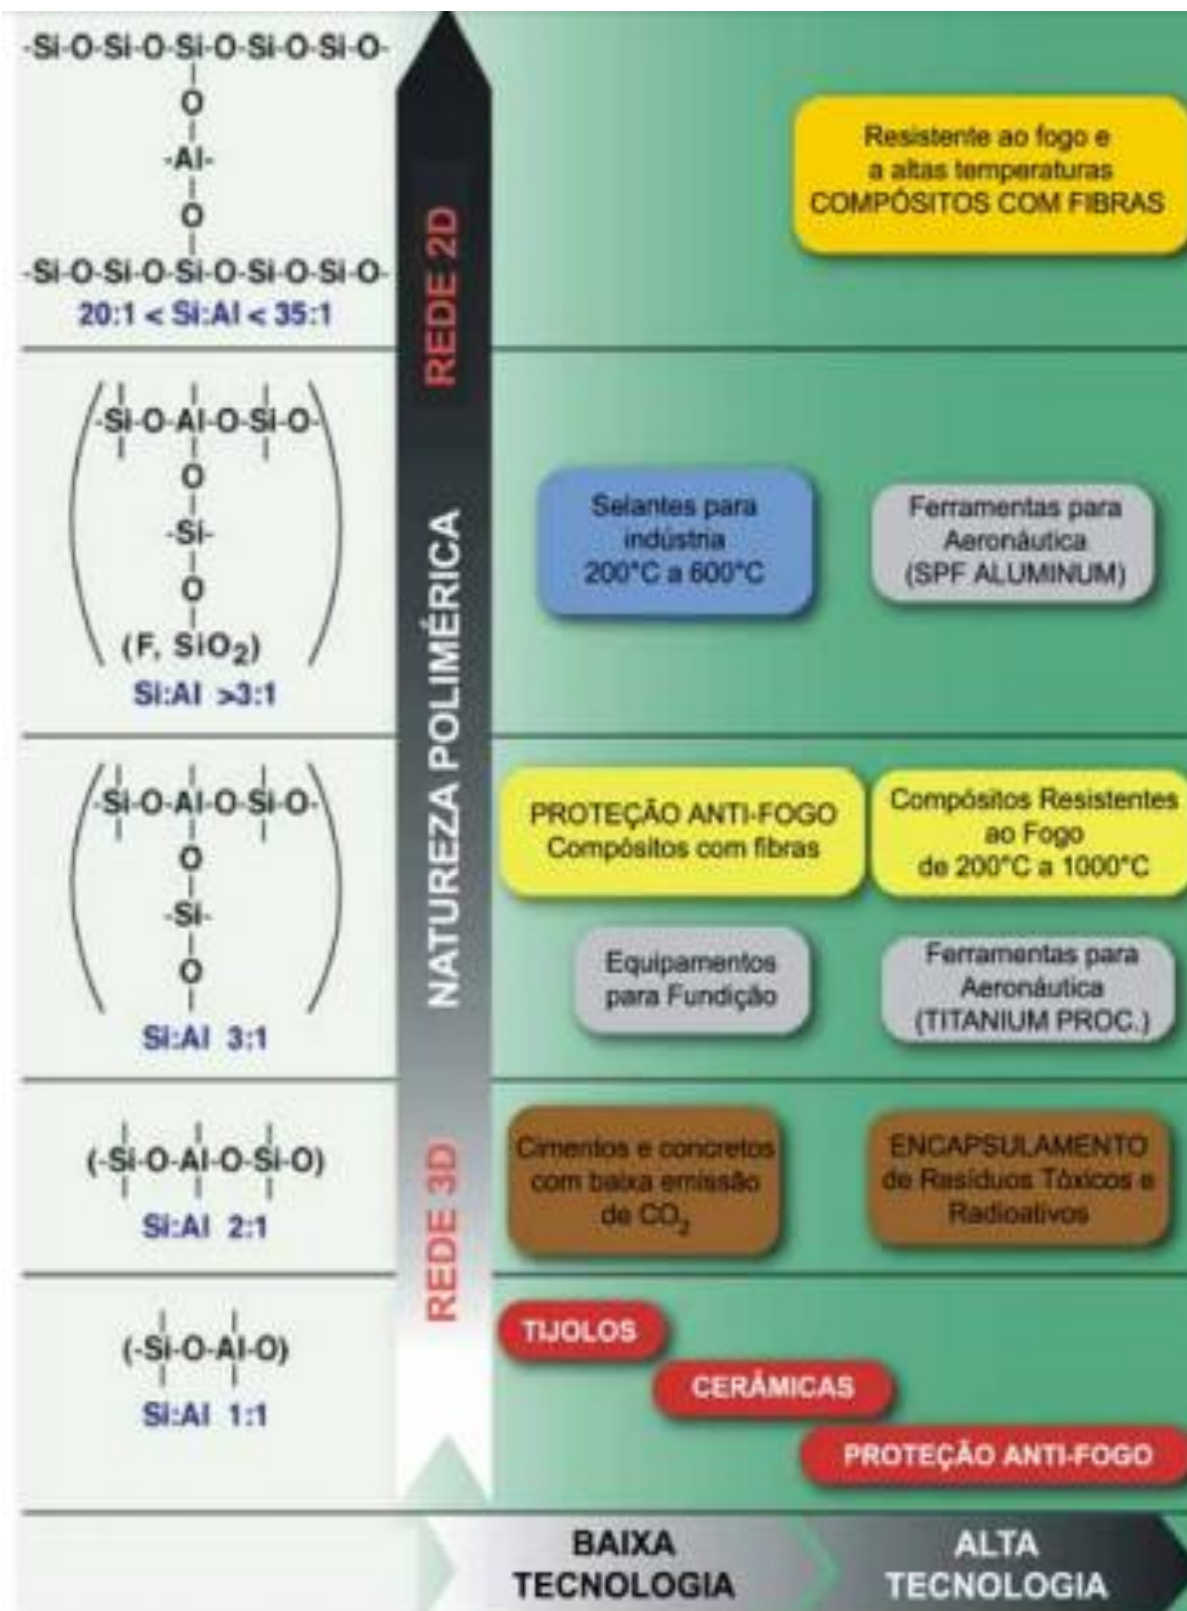 -Si-O-Si-O-Si-O-Si-O-Si-O-
O
-Al-
O
-Si-O-Si-O-Si-O-Si-O-Si-O-
20:1 < Si:Al < 35:1
REDE 2D
Resistente ao fogo e
a altas temperaturas
COMPÓSITOS COM FIBRAS
-Si-O-Al-O-Si-O-
O
-Si-
O
(F, SiO₂)
Si:Al >3:1
Selantes para
indústria
200°C a 600°C
Ferramentas para
Aeronáutica
(SPF ALUMINUM)
NATUREZA POLIMÉRICA
-Si-O-Al-O-Si-O-
O
-Si-
O
Si:Al 3:1
PROTEÇÃO ANTI-FOGO
Compósitos com fibras
Compósitos Resistentes
ao Fogo
de 200°C a 1000°C
Equipamentos
para Fundição
Ferramentas para
Aeronáutica
(TITANIUM PROC.)
(-Si-O-Al-O-Si-O)
Si:Al 2:1
REDE 3D
Cimentos e concretos
com baixa emissão
de CO₂
ENCAPSULAMENTO
de Resíduos Tóxicos e
Radioativos
(-Si-O-Al-O)
Si:Al 1:1
TIJOLOS
CERÂMICAS
PROTEÇÃO ANTI-FOGO
BAIXA
TECNOLOGIA
ALTA
TECNOLOGIA